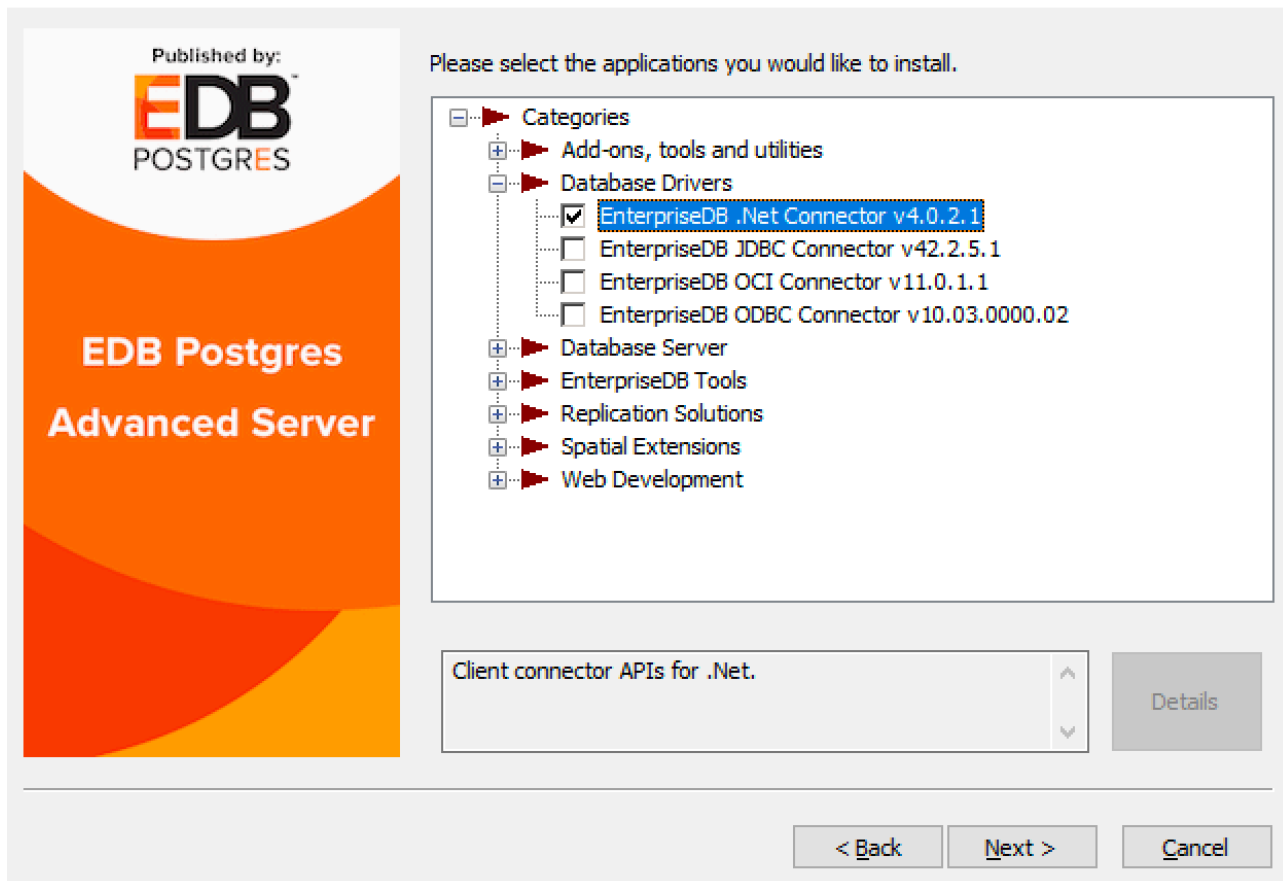 Published by:
EDB™
POSTGRES
EDB Postgres
Advanced Server
Please select the applications you would like to install.
Categories
Add-ons, tools and utilities
Database Drivers
EnterpriseDB .Net Connector v4.0.2.1
EnterpriseDB JDBC Connector v42.2.5.1
EnterpriseDB OCI Connector v11.0.1.1
EnterpriseDB ODBC Connector v10.03.0000.02
Database Server
EnterpriseDB Tools
Replication Solutions
Spatial Extensions
Web Development
Client connector APIs for .Net.
Details
< Back
Next >
Cancel